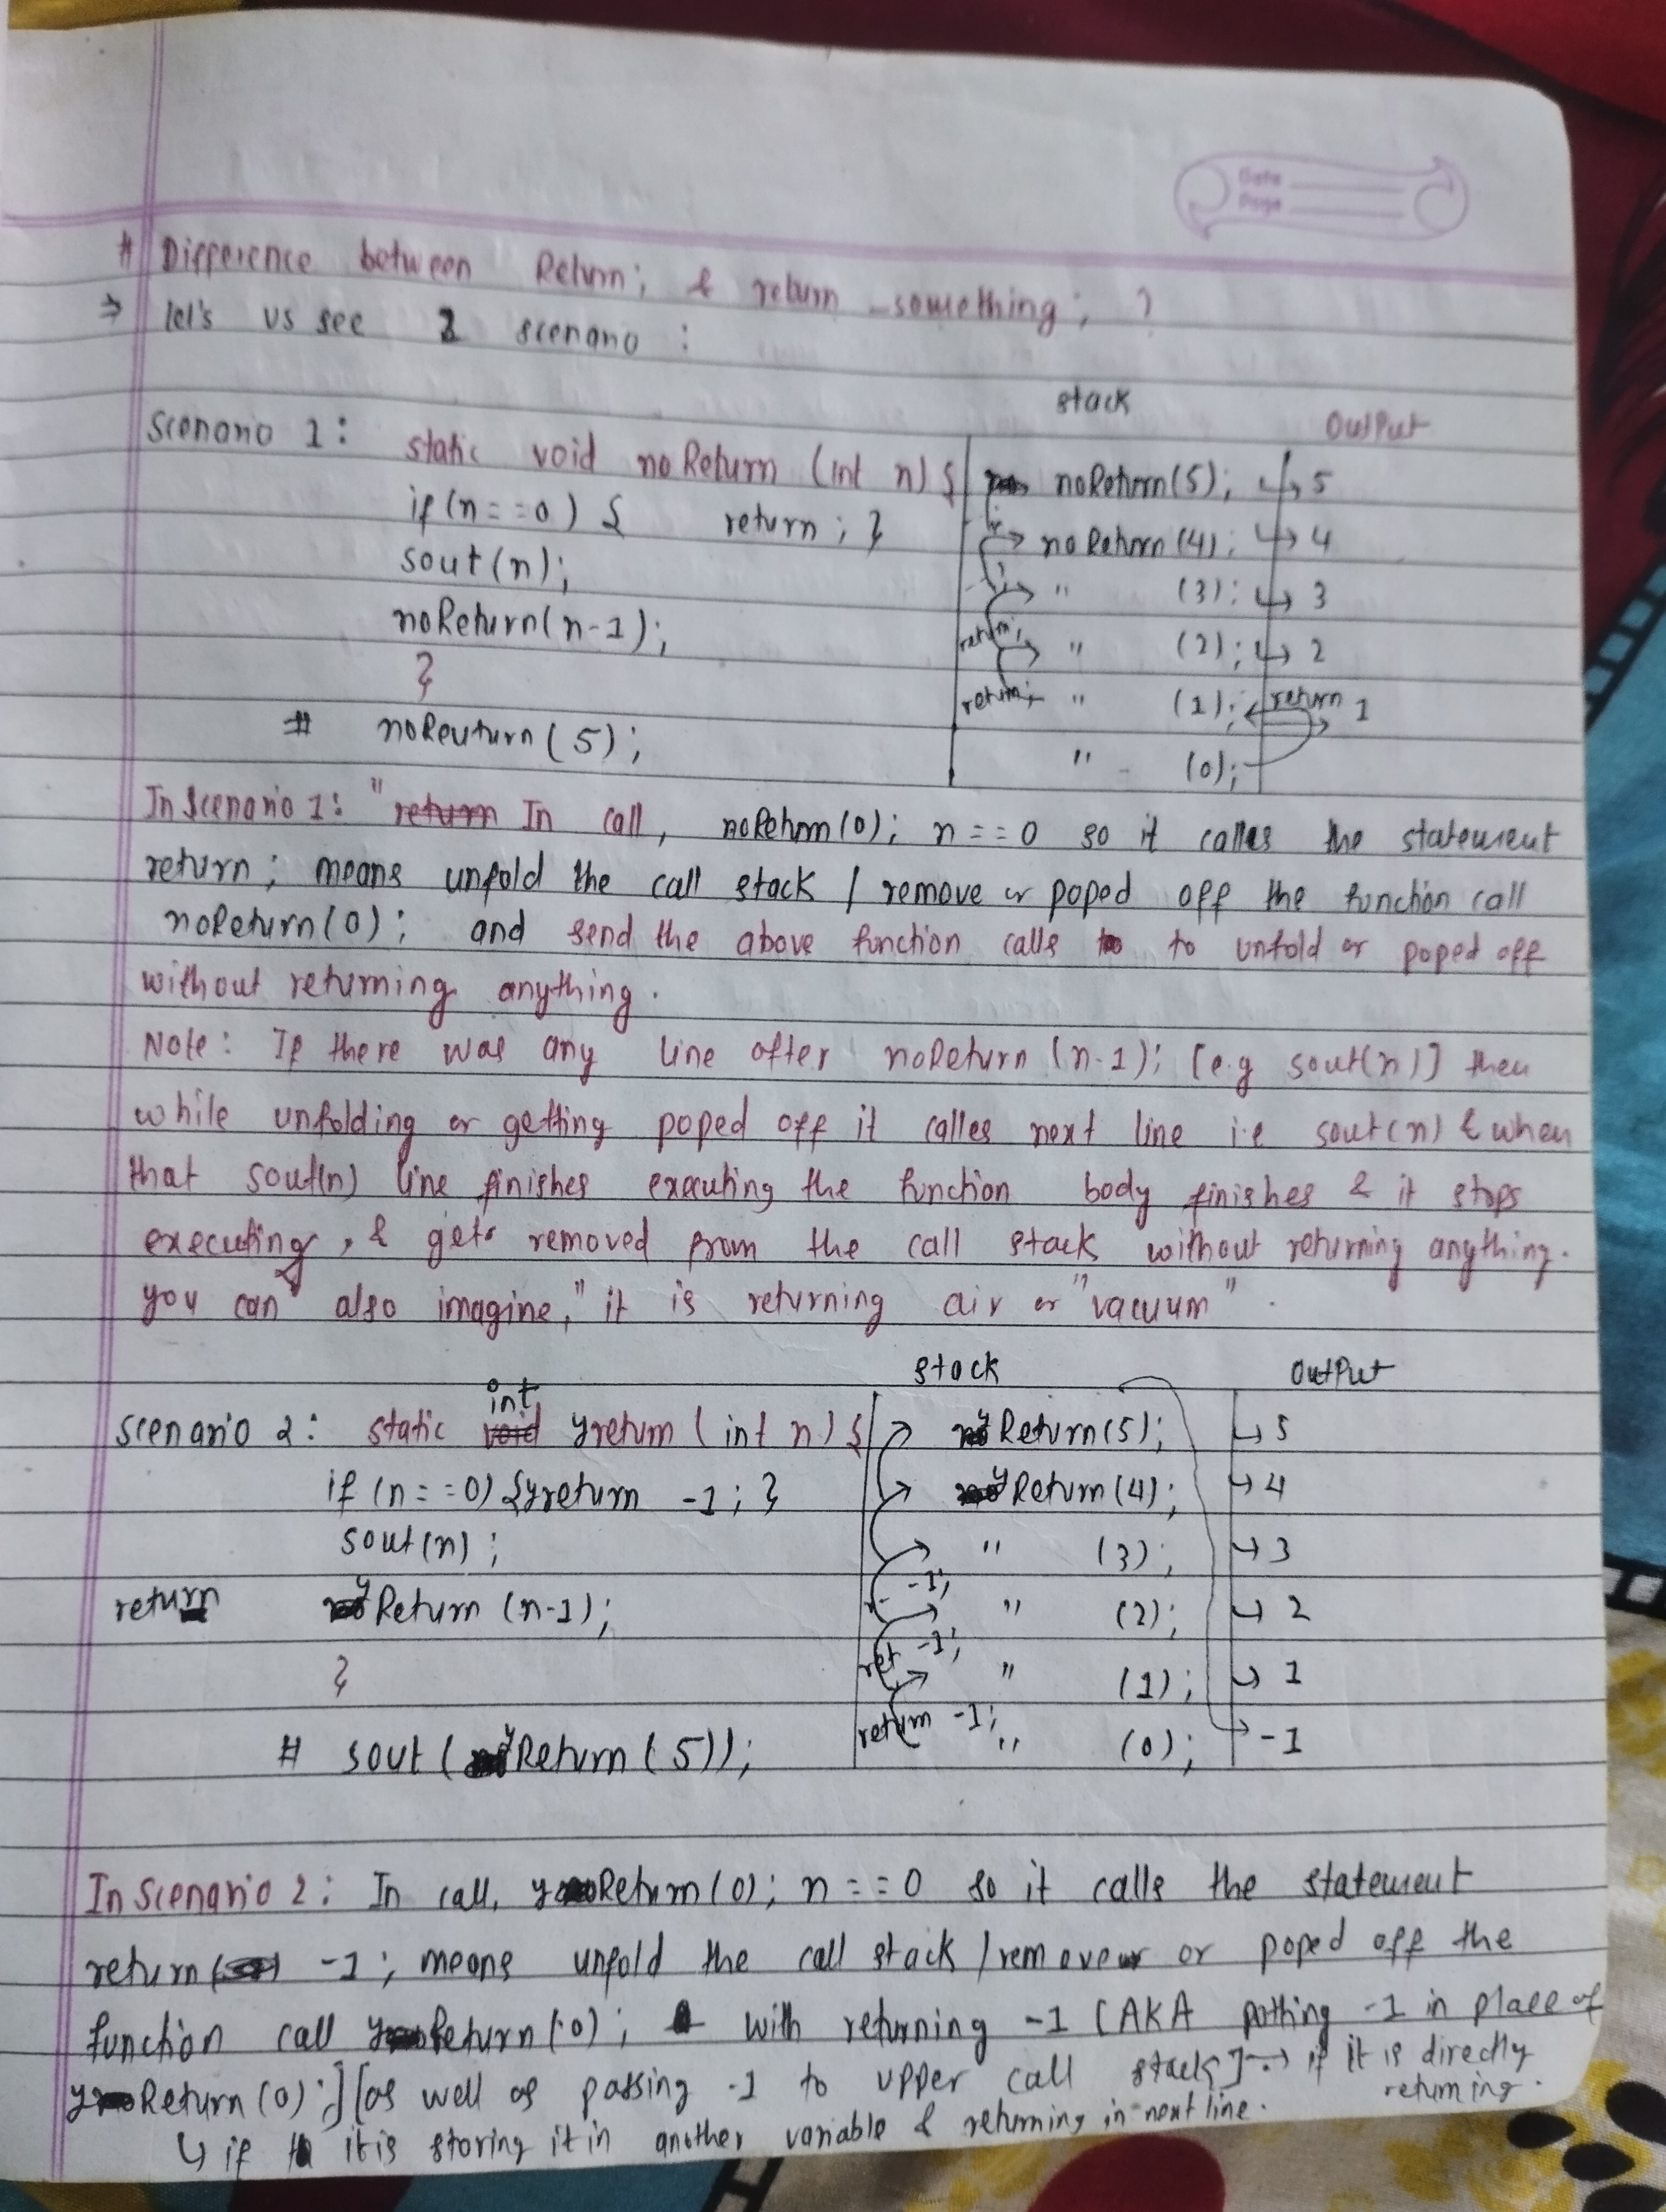 Date
Page
# Difference between Return; & return something; ?
⇒ let's us see 2 scenario :
stack
Output
Scenario 1: static void noReturn (int n) { noReturn(5); ↳ 5
if (n==0) { return ; } noReturn (4); ↳ 4
sout(n); " (3); ↳ 3
noReturn(n-1); return; " (2); ↳ 2
} return; " (1); return 1
# noReuturn (5); " (0);
In Scenario 1: "return In call, noReturn(0); n==0 so it calles the statement
return; means unfold the call stack / remove or poped off the function call
noReturn(0); and send the above function calls to to unfold or poped off
without returning anything.
Note: If there was any line after noReturn (n-1); [e.g sout(n)] then
while unfolding or getting poped off it calles next line i.e sout(n) & when
that sout(n) line finishes executing the function body finishes & it stops
executing, & gets removed from the call stack without returning anything.
you can also imagine, "it is returning air or "vacuum".
stack Output
int
Scenario 2: static void yreturn (int n) { yReturn(5); ↳ 5
if (n==0) {yreturn -1; } yReturn(4); ↳ 4
sout(n); " (3); ↳ 3
return yReturn (n-1); -1; " (2); ↳ 2
} ret -1; " (1); ↳ 1
# sout (yReturn (5)); return -1; " (0); -1
In Scenario 2: In call, yReturn(0); n==0 so it calls the statement
return -1; means unfold the call stack / remove or poped off the
function call yReturn(0); with returning -1 [AKA putting -1 in place of
yReturn (0);] [as well as passing -1 to upper call stack] → if it is directly
returning.
↳ if it is storing it in another variable & returning in next line.